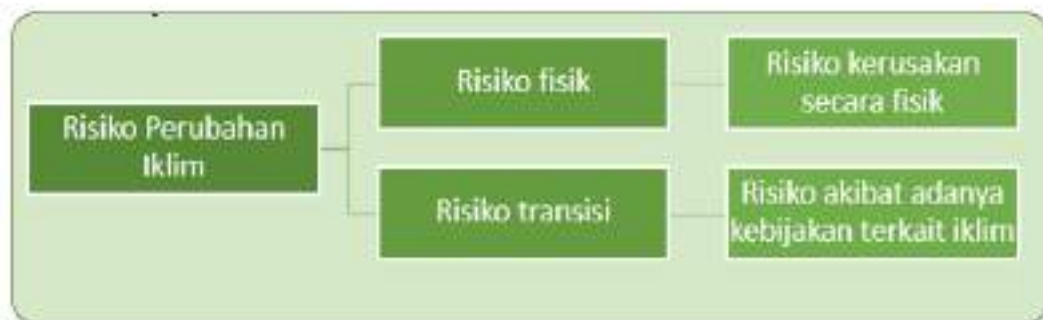 Risiko Perubahan
Iklim
Risiko fisik
Risiko kerusakan
secara fisik
Risiko transisi
Risiko akibat adanya
kebijakan terkait iklim